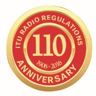 ITU RADIO REGULATIONS
110
1906-2016
ANNIVERSARY